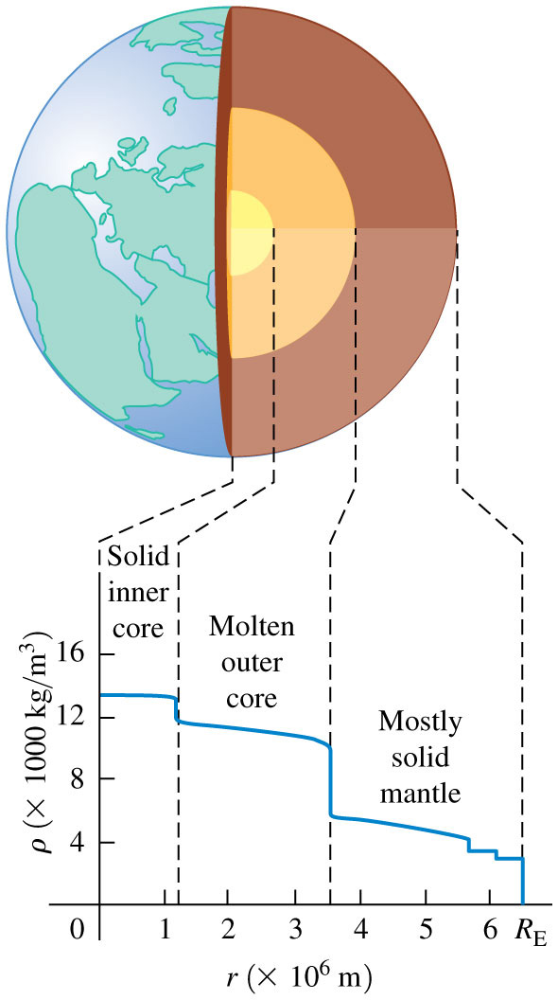 Solid
inner
core
Molten
outer
core
Mostly
solid
mantle
ρ (× 1000 kg/m³)
16
12
8
4
0 1 2 3 4 5 6 R_E
r (× 10⁶ m)